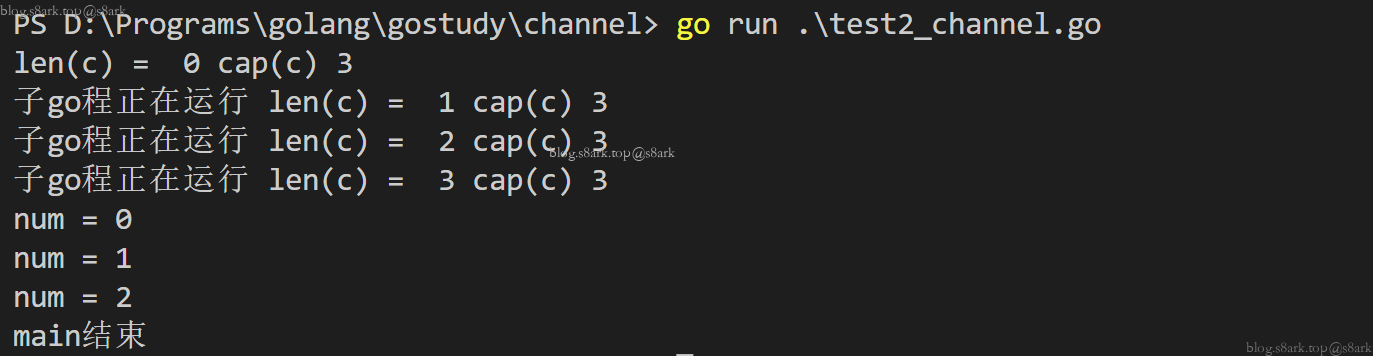 blog.s8ark.top@s8ark
PS D:\Programs\golang\gostudy\channel> go run .\test2_channel.go
len(c) =  0 cap(c) 3
子go程正在运行 len(c) =  1 cap(c) 3
子go程正在运行 len(c) =  2 cap(c) 3
blog.s8ark.top@s8ark
子go程正在运行 len(c) =  3 cap(c) 3
num = 0
num = 1
num = 2
main结束
blog.s8ark.top@s8ark